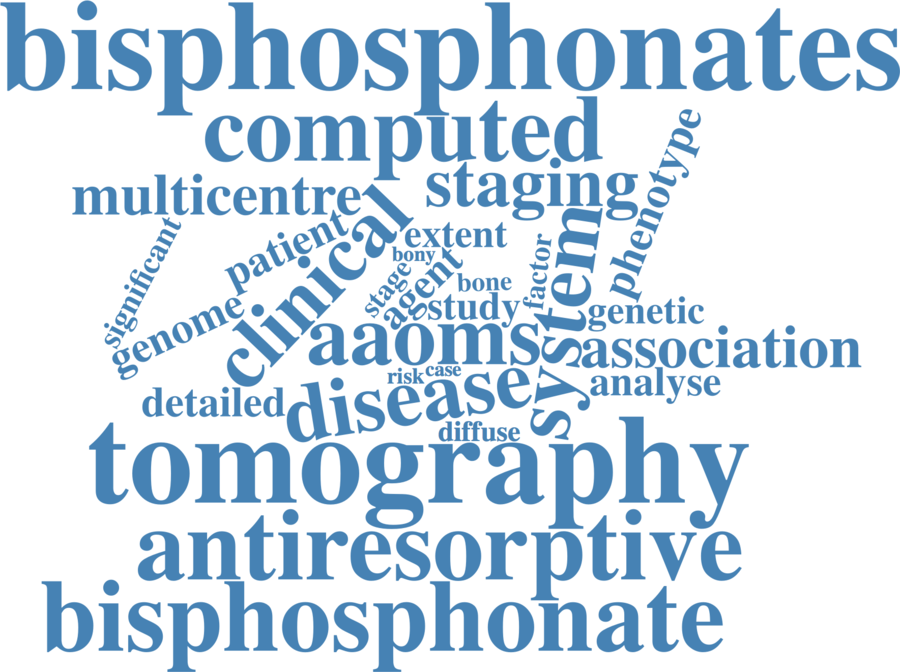 bisphosphonates
computed
phenotype
multicentre
staging
clinical
system
significant
patient
extent
bony
factor
stage
agent
bone
genome
study
genetic
aaoms
association
risk
case
disease
analyse
detailed
diffuse
tomography
antiresorptive
bisphosphonate